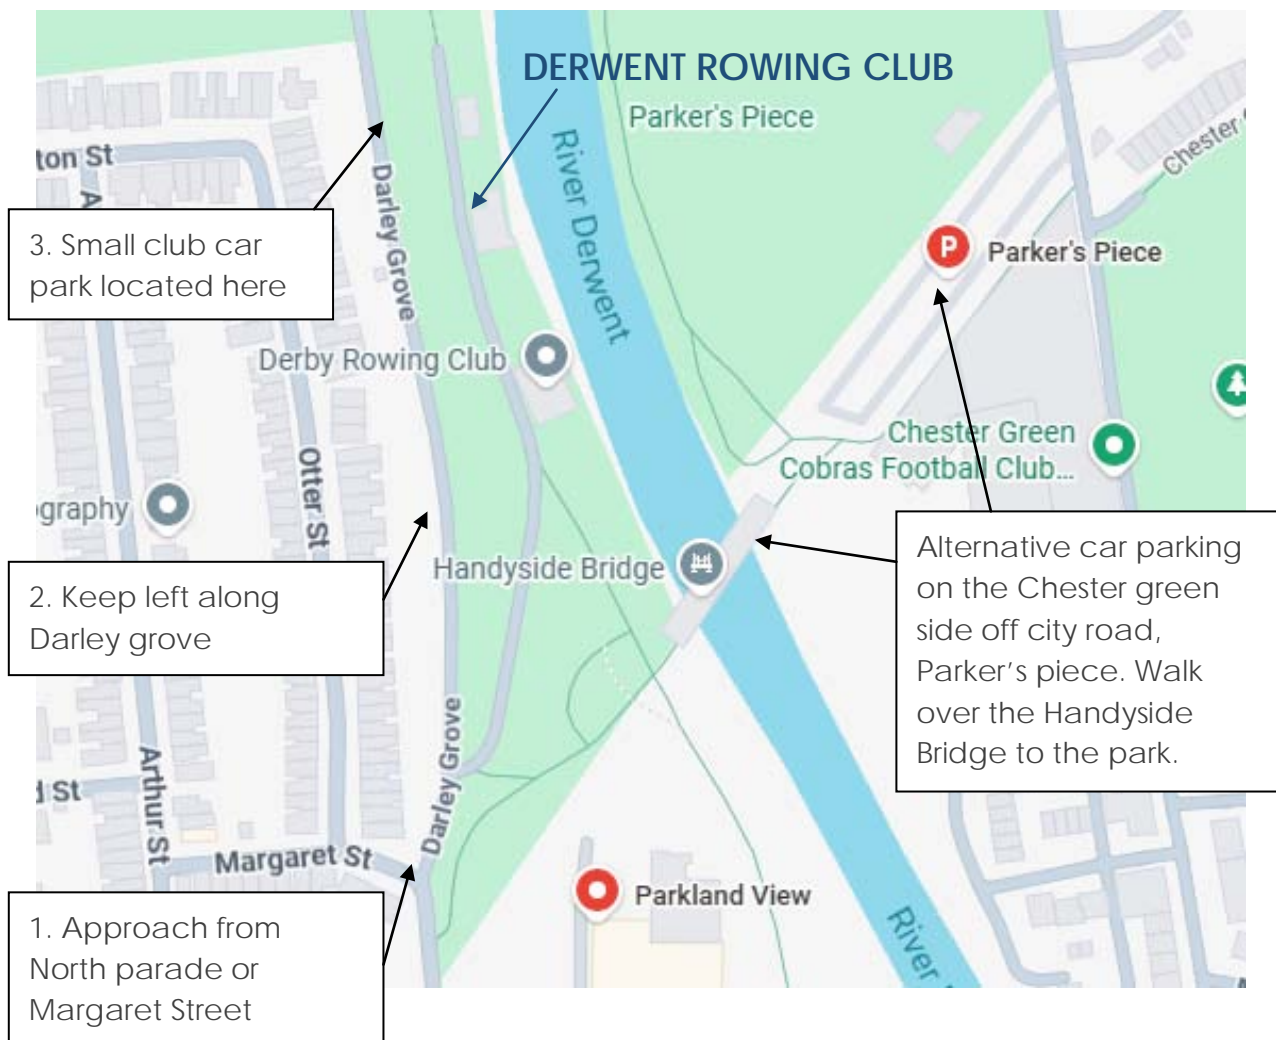 DERWENT ROWING CLUB
Parker's Piece
River Derwent
Chester
ton St
A
Darley Grove
3. Small club car
park located here
P
Parker's Piece
Derby Rowing Club
Otter St
Chester Green
Cobras Football Club...
ography
Handyside Bridge
2. Keep left along
Darley grove
Alternative car parking
on the Chester green
side off city road,
Parker's piece. Walk
over the Handyside
Bridge to the park.
Arthur St
St
Darley Grove
Margaret St
Parkland View
1. Approach from
North parade or
Margaret Street
River